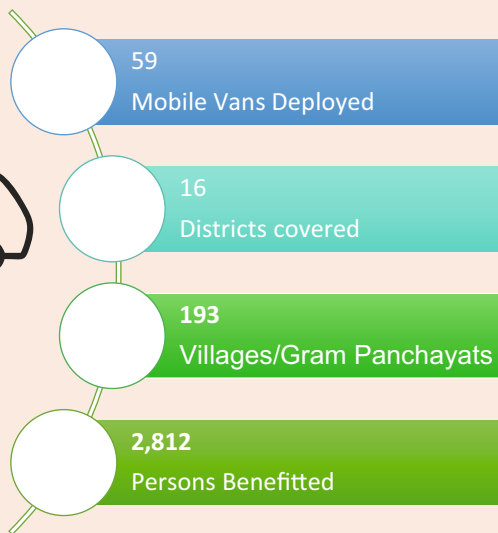 59
Mobile Vans Deployed
16
Districts covered
193
Villages/Gram Panchayats
2,812
Persons Benefitted